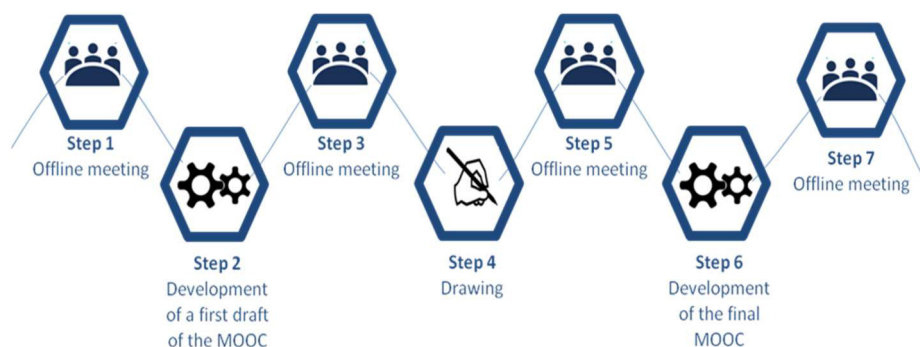 Step 1
Offline meeting
Step 2
Development
of a first draft
of the MOOC
Step 3
Offline meeting
Step 4
Drawing
Step 5
Offline meeting
Step 6
Development
of the final
MOOC
Step 7
Offline meeting